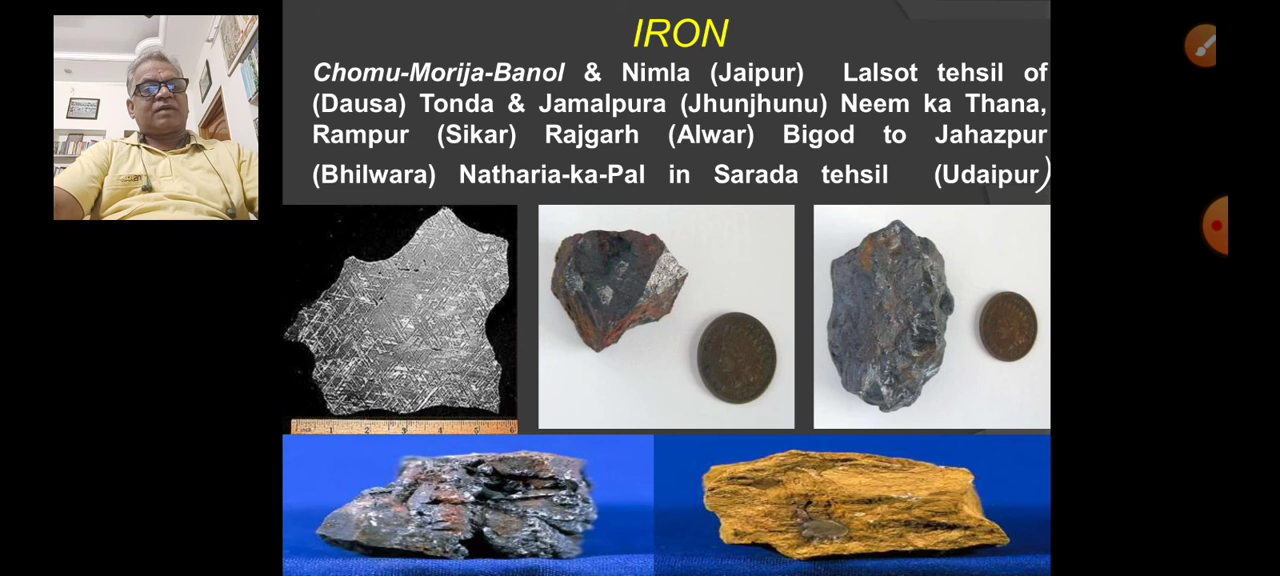 IRON
Chomu-Morija-Banol & Nimla (Jaipur) Lalsot tehsil of
(Dausa) Tonda & Jamalpura (Jhunjhunu) Neem ka Thana,
Rampur (Sikar) Rajgarh (Alwar) Bigod to Jahazpur
(Bhilwara) Natharia-ka-Pal in Sarada tehsil (Udaipur)